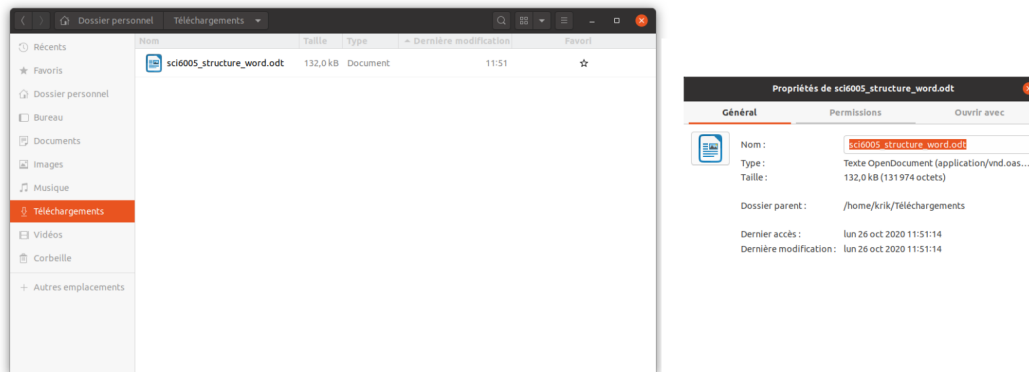 Dossier personnel Téléchargements
Récents
Favoris
Dossier personnel
Bureau
Documents
Images
Musique
Téléchargements
Vidéos
Corbeille
+ Autres emplacements
Nom Taille Type Dernière modification Favori
sci6005_structure_word.odt 132,0 kB Document 11:51
Propriétés de sci6005_structure_word.odt
Général Permissions Ouvrir avec
Nom : sci6005_structure_word.odt
Type : Texte OpenDocument (application/vnd.oas...
Taille : 132,0 kB (131 974 octets)
Dossier parent : /home/krik/Téléchargements
Dernier accès : lun 26 oct 2020 11:51:14
Dernière modification : lun 26 oct 2020 11:51:14